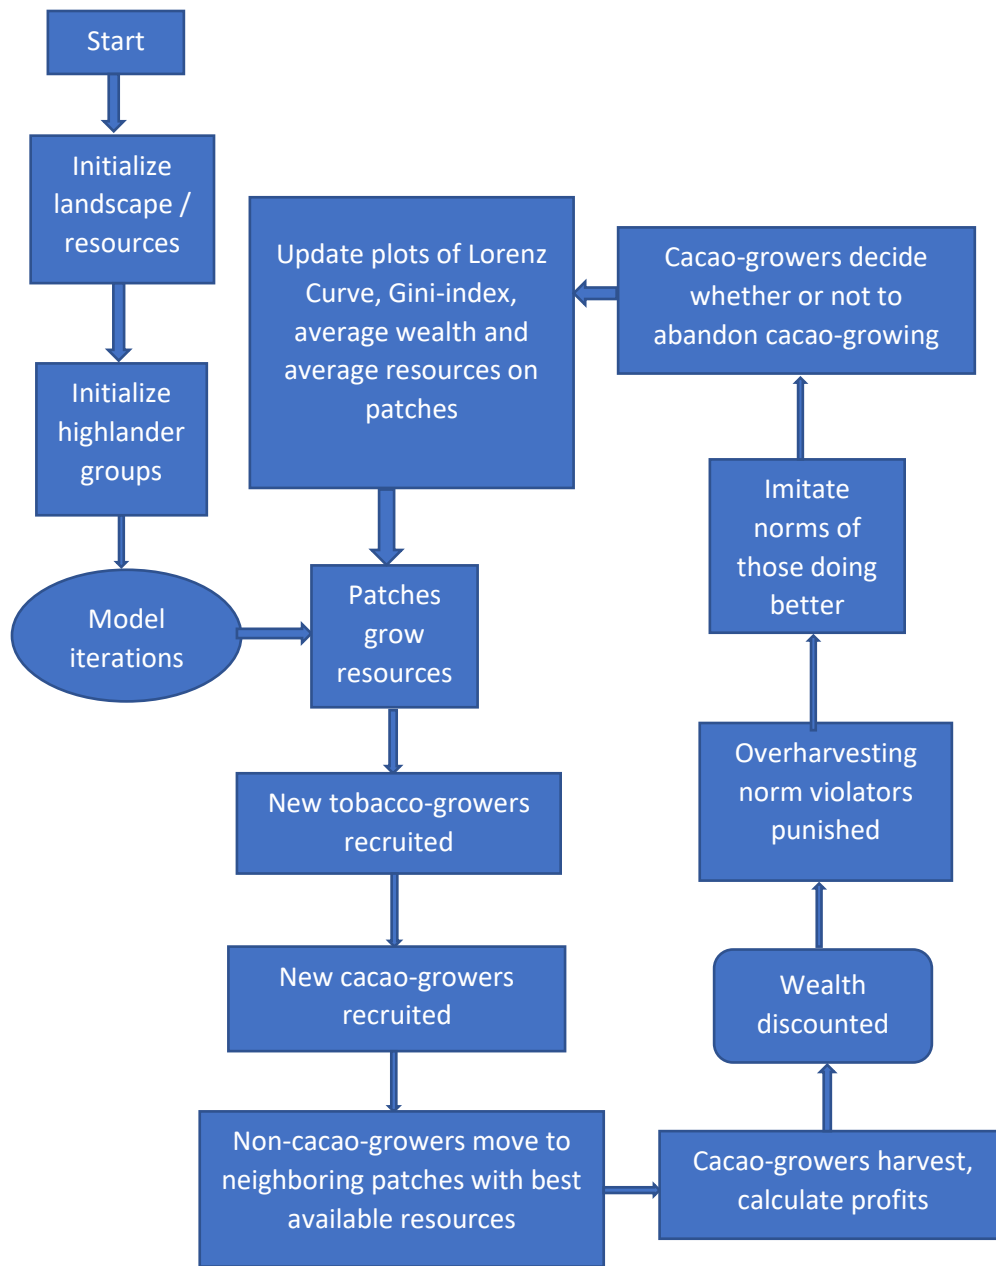 Start
Initialize
landscape /
resources
Initialize
highlander
groups
Model
iterations
Update plots of Lorenz
Curve, Gini-index,
average wealth and
average resources on
patches
Patches
grow
resources
New tobacco-growers
recruited
New cacao-growers
recruited
Non-cacao-growers move to
neighboring patches with best
available resources
Cacao-growers harvest,
calculate profits
Wealth
discounted
Overharvesting
norm violators
punished
Imitate
norms of
those doing
better
Cacao-growers decide
whether or not to
abandon cacao-growing